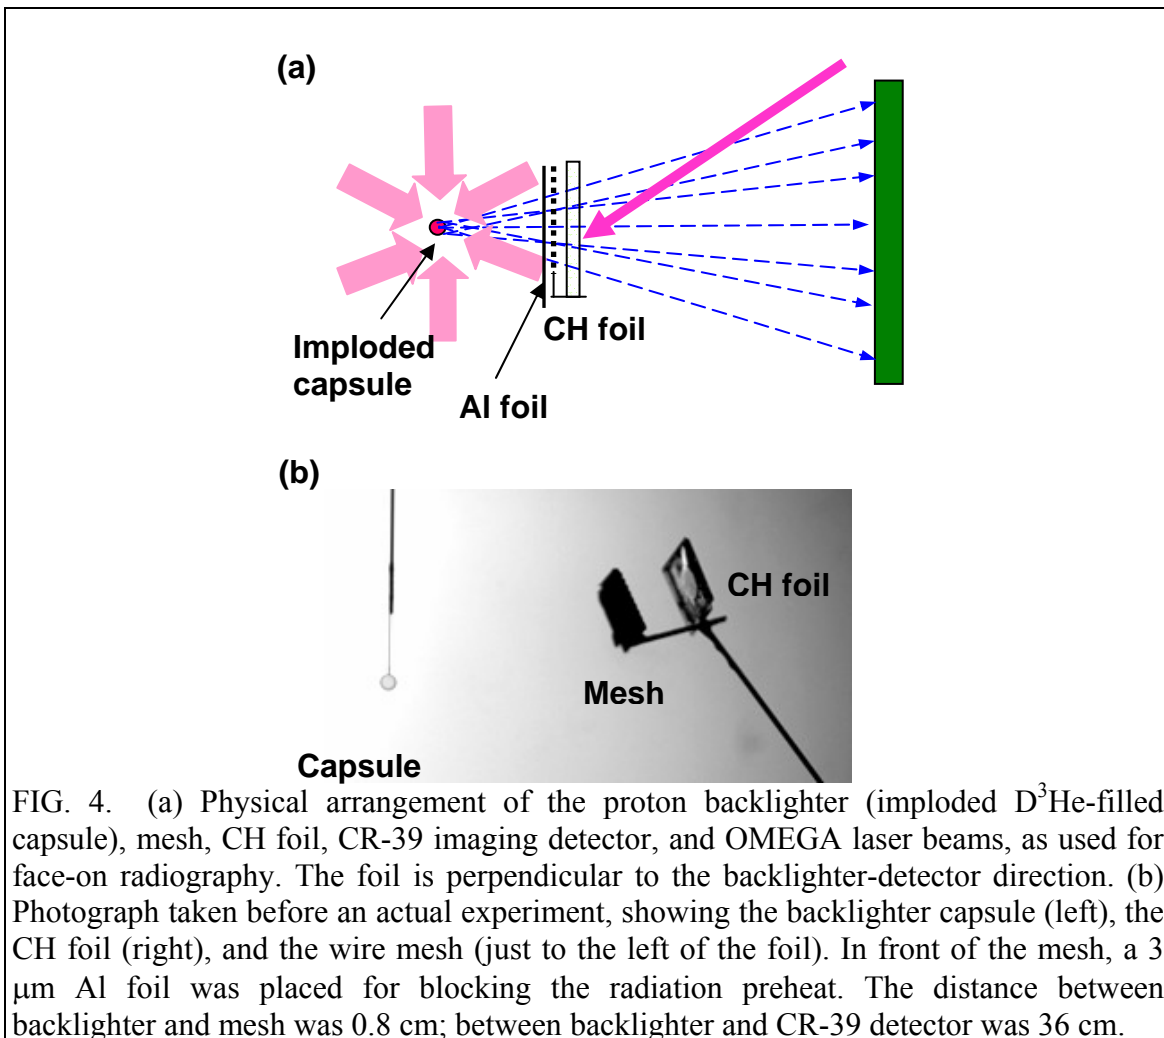 (a)
Imploded
capsule
CH foil
Al foil
(b)
CH foil
Mesh
Capsule
FIG. 4. (a) Physical arrangement of the proton backlighter (imploded D³He-filled
capsule), mesh, CH foil, CR-39 imaging detector, and OMEGA laser beams, as used for
face-on radiography. The foil is perpendicular to the backlighter-detector direction. (b)
Photograph taken before an actual experiment, showing the backlighter capsule (left), the
CH foil (right), and the wire mesh (just to the left of the foil). In front of the mesh, a 3
μm Al foil was placed for blocking the radiation preheat. The distance between
backlighter and mesh was 0.8 cm; between backlighter and CR-39 detector was 36 cm.